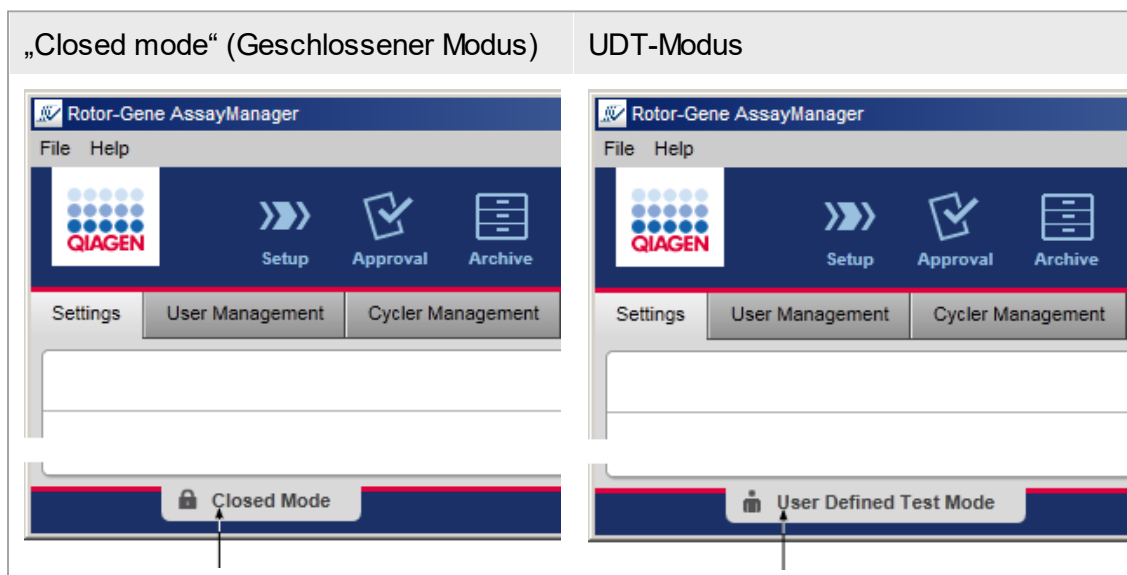 „Closed mode“ (Geschlossener Modus)
UDT-Modus
Rotor-Gene AssayManager
File Help
QIAGEN
Setup Approval Archive
Settings User Management Cycler Management
Closed Mode
Rotor-Gene AssayManager
File Help
QIAGEN
Setup Approval Archive
Settings User Management Cycler Management
User Defined Test Mode